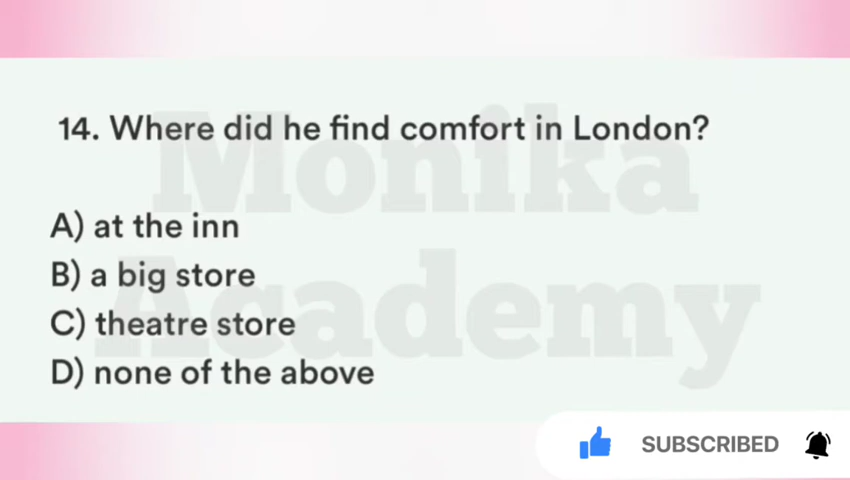 Monika
Academy
14. Where did he find comfort in London?
A) at the inn
B) a big store
C) theatre store
D) none of the above
SUBSCRIBED